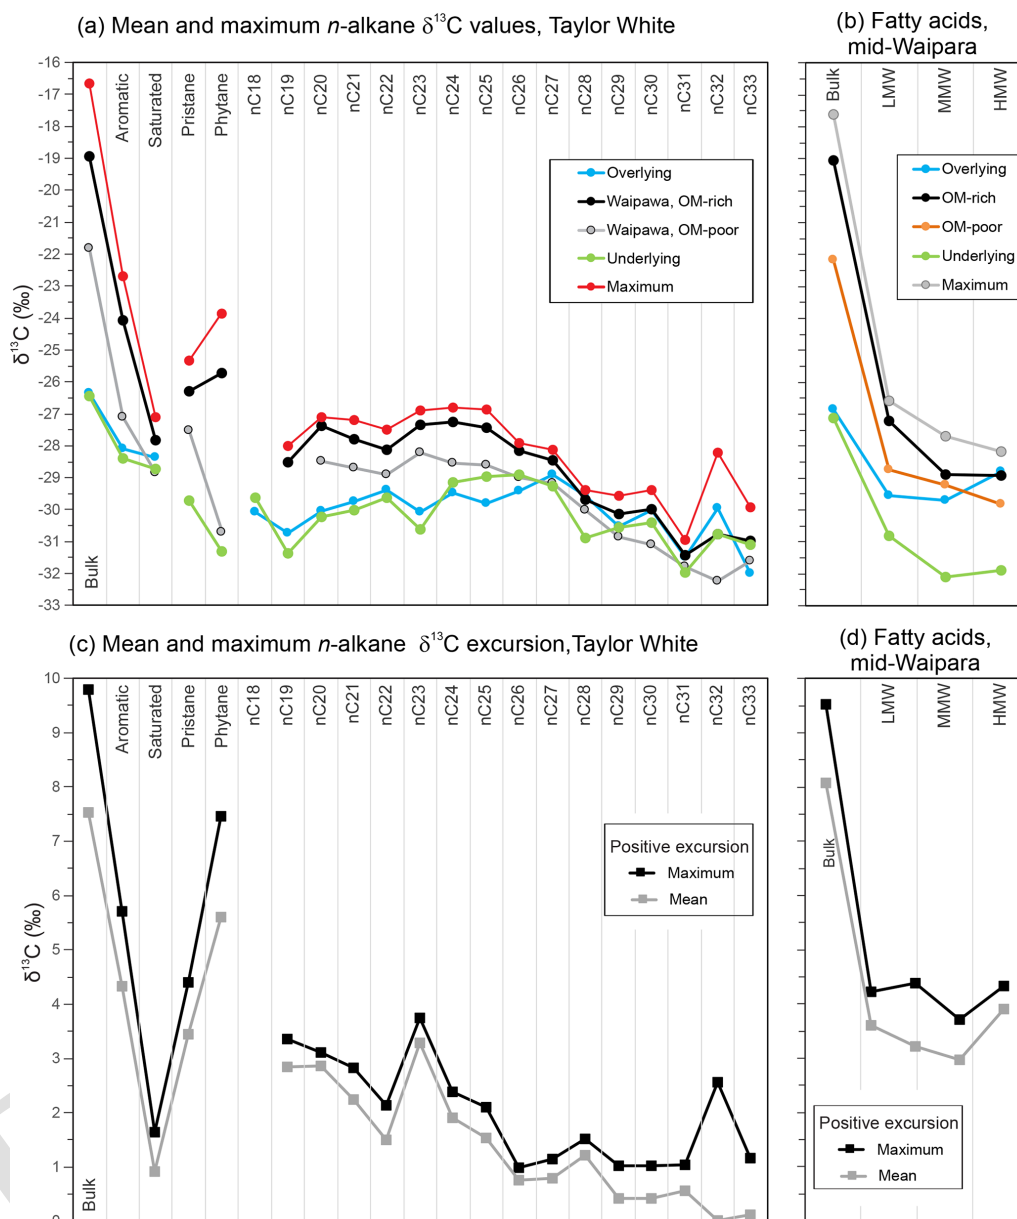 (a) Mean and maximum n-alkane δ¹³C values, Taylor White
(b) Fatty acids,
mid-Waipara
δ¹³C (‰)
-16
-17
-18
-19
-20
-21
-22
-23
-24
-25
-26
-27
-28
-29
-30
-31
-32
-33
Bulk
Aromatic
Saturated
Pristane
Phytane
nC18
nC19
nC20
nC21
nC22
nC23
nC24
nC25
nC26
nC27
nC28
nC29
nC30
nC31
nC32
nC33
Overlying
Waipawa, OM-rich
Waipawa, OM-poor
Underlying
Maximum
Bulk
LMW
MMW
HMW
Overlying
OM-rich
OM-poor
Underlying
Maximum
(c) Mean and maximum n-alkane δ¹³C excursion,Taylor White
(d) Fatty acids,
mid-Waipara
δ¹³C (‰)
10
9
8
7
6
5
4
3
2
1
0
Bulk
Aromatic
Saturated
Pristane
Phytane
nC18
nC19
nC20
nC21
nC22
nC23
nC24
nC25
nC26
nC27
nC28
nC29
nC30
nC31
nC32
nC33
Positive excursion
Maximum
Mean
Bulk
LMW
MMW
HMW
Positive excursion
Maximum
Mean